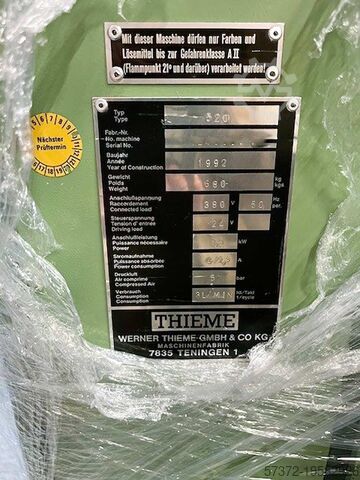 Mit dieser Maschine dürfen nur Farben und
Lösemittel bis zur Gefahrenklasse A II
(Flammpunkt 21° und darüber) verarbeitet werden!
Nächster
Prüftermin
Typ
Type 520
Fabr.-Nr.
No. machine
Serial No.
Baujahr
Année
Year of Construction 1992
Gewicht
Poids
Weight 680 kg
kgs
Anschlußspannung
Raccordement
Connected load 380 V 50 Hz
per.
Steuerspannung
Tension d'entrée
Driving load 24 V
Anschlußleistung
Puissance nécessaire
Power kW
Stromaufnahme
Puissance absorbée
Power consumption A
Druckluft
Air comprimé
Compressed Air bar
Verbrauch
Consommation
Consumption 3L/MIN
THIEME
WERNER THIEME GMBH & CO KG
MASCHINENFABRIK
7835 TENINGEN 1